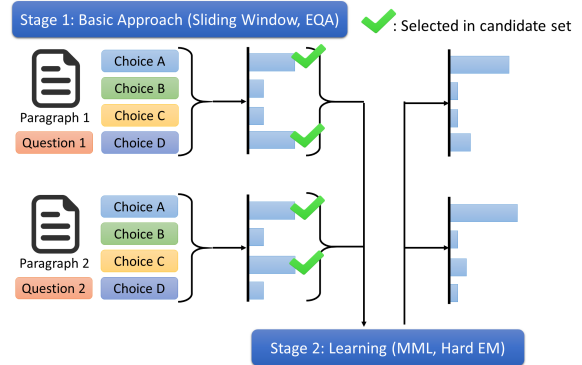 Stage 1: Basic Approach (Sliding Window, EQA)
: Selected in candidate set
Paragraph 1
Question 1
Choice A
Choice B
Choice C
Choice D
Paragraph 2
Question 2
Choice A
Choice B
Choice C
Choice D
Stage 2: Learning (MML, Hard EM)